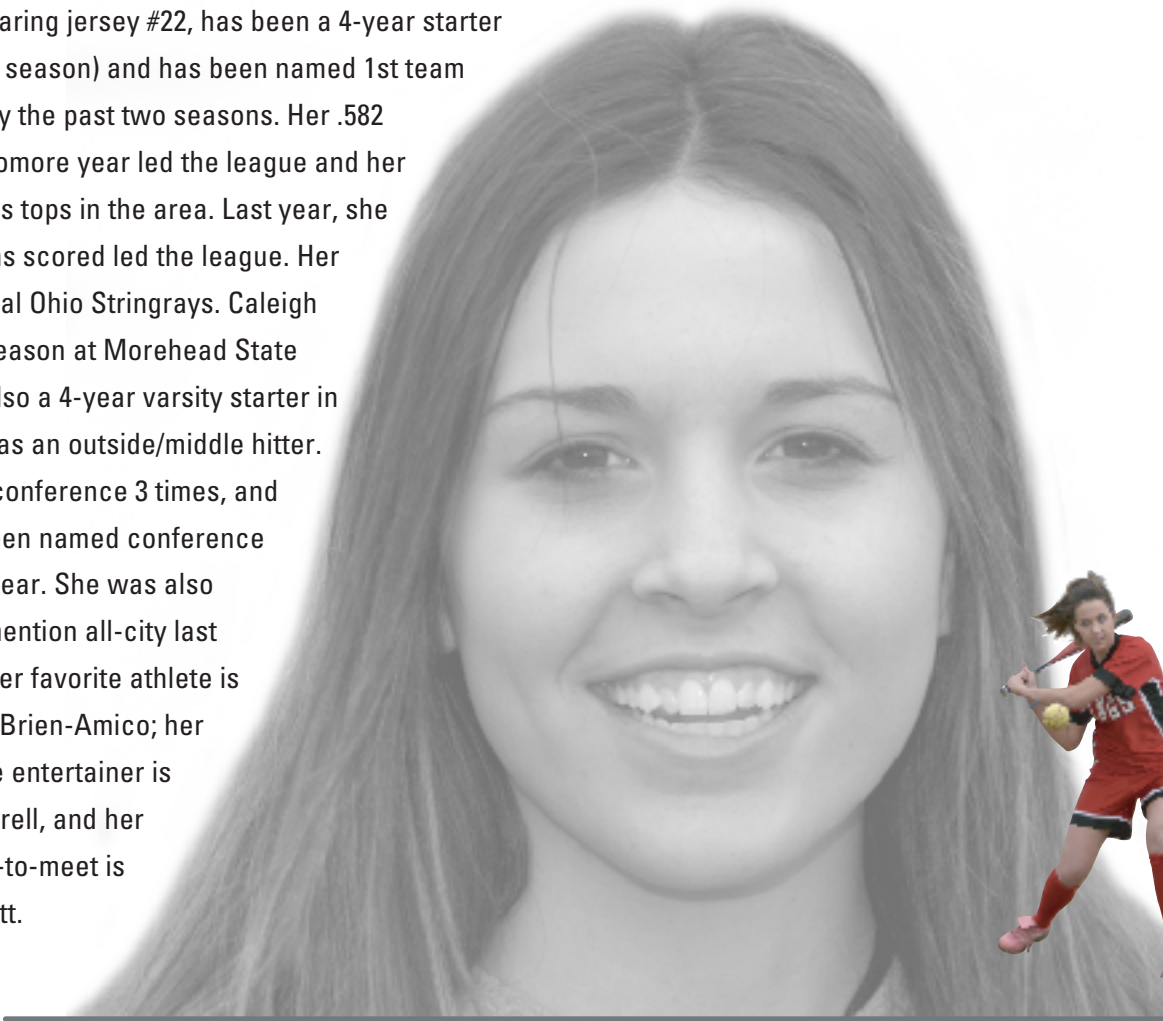 aring jersey #22, has been a 4-year starter
season) and has been named 1st team
y the past two seasons. Her .582
omore year led the league and her
s tops in the area. Last year, she
ns scored led the league. Her
al Ohio Stringrays. Caleigh
eason at Morehead State
lso a 4-year varsity starter in
as an outside/middle hitter.
conference 3 times, and
en named conference
ear. She was also
mention all-city last
er favorite athlete is
Brien-Amico; her
e entertainer is
rell, and her
-to-meet is
tt.